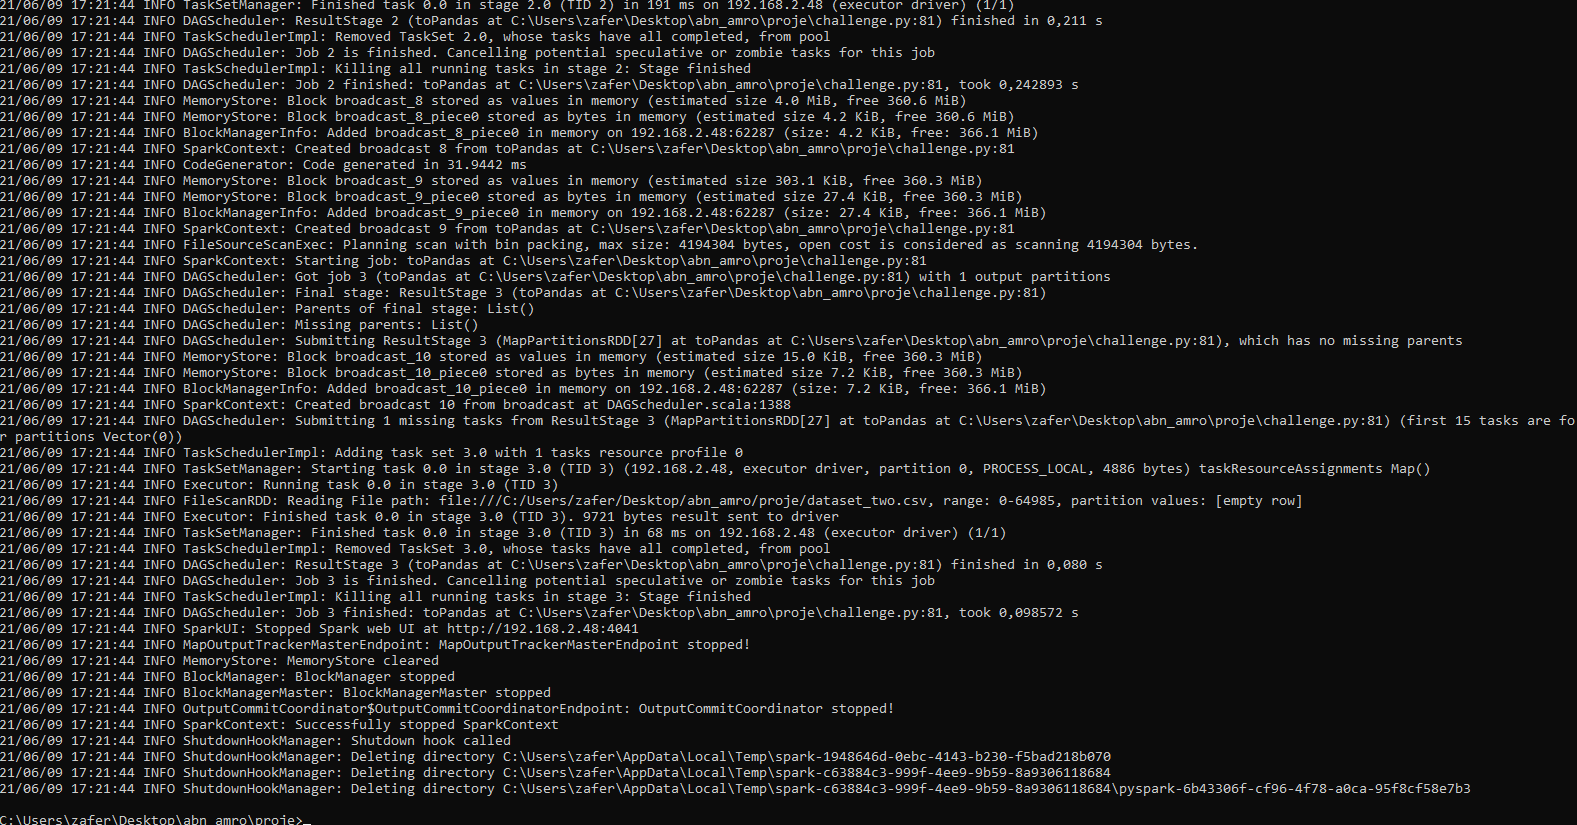 21/06/09 17:21:44 INFO TaskSetManager: Finished task 0.0 in stage 2.0 (TID 2) in 191 ms on 192.168.2.48 (executor driver) (1/1)
21/06/09 17:21:44 INFO DAGScheduler: ResultStage 2 (toPandas at C:\Users\zafer\Desktop\abn_amro\proje\challenge.py:81) finished in 0,211 s
21/06/09 17:21:44 INFO TaskSchedulerImpl: Removed TaskSet 2.0, whose tasks have all completed, from pool
21/06/09 17:21:44 INFO DAGScheduler: Job 2 is finished. Cancelling potential speculative or zombie tasks for this job
21/06/09 17:21:44 INFO TaskSchedulerImpl: Killing all running tasks in stage 2: Stage finished
21/06/09 17:21:44 INFO DAGScheduler: Job 2 finished: toPandas at C:\Users\zafer\Desktop\abn_amro\proje\challenge.py:81, took 0,242893 s
21/06/09 17:21:44 INFO MemoryStore: Block broadcast_8 stored as values in memory (estimated size 4.0 MiB, free 360.6 MiB)
21/06/09 17:21:44 INFO MemoryStore: Block broadcast_8_piece0 stored as bytes in memory (estimated size 4.2 KiB, free 360.6 MiB)
21/06/09 17:21:44 INFO BlockManagerInfo: Added broadcast_8_piece0 in memory on 192.168.2.48:62287 (size: 4.2 KiB, free: 366.1 MiB)
21/06/09 17:21:44 INFO SparkContext: Created broadcast 8 from toPandas at C:\Users\zafer\Desktop\abn_amro\proje\challenge.py:81
21/06/09 17:21:44 INFO CodeGenerator: Code generated in 31.9442 ms
21/06/09 17:21:44 INFO MemoryStore: Block broadcast_9 stored as values in memory (estimated size 303.1 KiB, free 360.3 MiB)
21/06/09 17:21:44 INFO MemoryStore: Block broadcast_9_piece0 stored as bytes in memory (estimated size 27.4 KiB, free 360.3 MiB)
21/06/09 17:21:44 INFO BlockManagerInfo: Added broadcast_9_piece0 in memory on 192.168.2.48:62287 (size: 27.4 KiB, free: 366.1 MiB)
21/06/09 17:21:44 INFO SparkContext: Created broadcast 9 from toPandas at C:\Users\zafer\Desktop\abn_amro\proje\challenge.py:81
21/06/09 17:21:44 INFO FileSourceScanExec: Planning scan with bin packing, max size: 4194304 bytes, open cost is considered as scanning 4194304 bytes.
21/06/09 17:21:44 INFO SparkContext: Starting job: toPandas at C:\Users\zafer\Desktop\abn_amro\proje\challenge.py:81
21/06/09 17:21:44 INFO DAGScheduler: Got job 3 (toPandas at C:\Users\zafer\Desktop\abn_amro\proje\challenge.py:81) with 1 output partitions
21/06/09 17:21:44 INFO DAGScheduler: Final stage: ResultStage 3 (toPandas at C:\Users\zafer\Desktop\abn_amro\proje\challenge.py:81)
21/06/09 17:21:44 INFO DAGScheduler: Parents of final stage: List()
21/06/09 17:21:44 INFO DAGScheduler: Missing parents: List()
21/06/09 17:21:44 INFO DAGScheduler: Submitting ResultStage 3 (MapPartitionsRDD[27] at toPandas at C:\Users\zafer\Desktop\abn_amro\proje\challenge.py:81), which has no missing parents
21/06/09 17:21:44 INFO MemoryStore: Block broadcast_10 stored as values in memory (estimated size 15.0 KiB, free 360.3 MiB)
21/06/09 17:21:44 INFO MemoryStore: Block broadcast_10_piece0 stored as bytes in memory (estimated size 7.2 KiB, free 360.3 MiB)
21/06/09 17:21:44 INFO BlockManagerInfo: Added broadcast_10_piece0 in memory on 192.168.2.48:62287 (size: 7.2 KiB, free: 366.1 MiB)
21/06/09 17:21:44 INFO SparkContext: Created broadcast 10 from broadcast at DAGScheduler.scala:1388
21/06/09 17:21:44 INFO DAGScheduler: Submitting 1 missing tasks from ResultStage 3 (MapPartitionsRDD[27] at toPandas at C:\Users\zafer\Desktop\abn_amro\proje\challenge.py:81) (first 15 tasks are fo
r partitions Vector(0))
21/06/09 17:21:44 INFO TaskSchedulerImpl: Adding task set 3.0 with 1 tasks resource profile 0
21/06/09 17:21:44 INFO TaskSetManager: Starting task 0.0 in stage 3.0 (TID 3) (192.168.2.48, executor driver, partition 0, PROCESS_LOCAL, 4886 bytes) taskResourceAssignments Map()
21/06/09 17:21:44 INFO Executor: Running task 0.0 in stage 3.0 (TID 3)
21/06/09 17:21:44 INFO FileScanRDD: Reading File path: file:///C:/Users/zafer/Desktop/abn_amro/proje/dataset_two.csv, range: 0-64985, partition values: [empty row]
21/06/09 17:21:44 INFO Executor: Finished task 0.0 in stage 3.0 (TID 3). 9721 bytes result sent to driver
21/06/09 17:21:44 INFO TaskSetManager: Finished task 0.0 in stage 3.0 (TID 3) in 68 ms on 192.168.2.48 (executor driver) (1/1)
21/06/09 17:21:44 INFO TaskSchedulerImpl: Removed TaskSet 3.0, whose tasks have all completed, from pool
21/06/09 17:21:44 INFO DAGScheduler: ResultStage 3 (toPandas at C:\Users\zafer\Desktop\abn_amro\proje\challenge.py:81) finished in 0,080 s
21/06/09 17:21:44 INFO DAGScheduler: Job 3 is finished. Cancelling potential speculative or zombie tasks for this job
21/06/09 17:21:44 INFO TaskSchedulerImpl: Killing all running tasks in stage 3: Stage finished
21/06/09 17:21:44 INFO DAGScheduler: Job 3 finished: toPandas at C:\Users\zafer\Desktop\abn_amro\proje\challenge.py:81, took 0,098572 s
21/06/09 17:21:44 INFO SparkUI: Stopped Spark web UI at http://192.168.2.48:4041
21/06/09 17:21:44 INFO MapOutputTrackerMasterEndpoint: MapOutputTrackerMasterEndpoint stopped!
21/06/09 17:21:44 INFO MemoryStore: MemoryStore cleared
21/06/09 17:21:44 INFO BlockManager: BlockManager stopped
21/06/09 17:21:44 INFO BlockManagerMaster: BlockManagerMaster stopped
21/06/09 17:21:44 INFO OutputCommitCoordinator$OutputCommitCoordinatorEndpoint: OutputCommitCoordinator stopped!
21/06/09 17:21:44 INFO SparkContext: Successfully stopped SparkContext
21/06/09 17:21:44 INFO ShutdownHookManager: Shutdown hook called
21/06/09 17:21:44 INFO ShutdownHookManager: Deleting directory C:\Users\zafer\AppData\Local\Temp\spark-1948646d-0ebc-4143-b230-f5bad218b070
21/06/09 17:21:44 INFO ShutdownHookManager: Deleting directory C:\Users\zafer\AppData\Local\Temp\spark-c63884c3-999f-4ee9-9b59-8a9306118684
21/06/09 17:21:44 INFO ShutdownHookManager: Deleting directory C:\Users\zafer\AppData\Local\Temp\spark-c63884c3-999f-4ee9-9b59-8a9306118684\pyspark-6b43306f-cf96-4f78-a0ca-95f8cf58e7b3
C:\Users\zafer\Desktop\abn_amro\proje>_